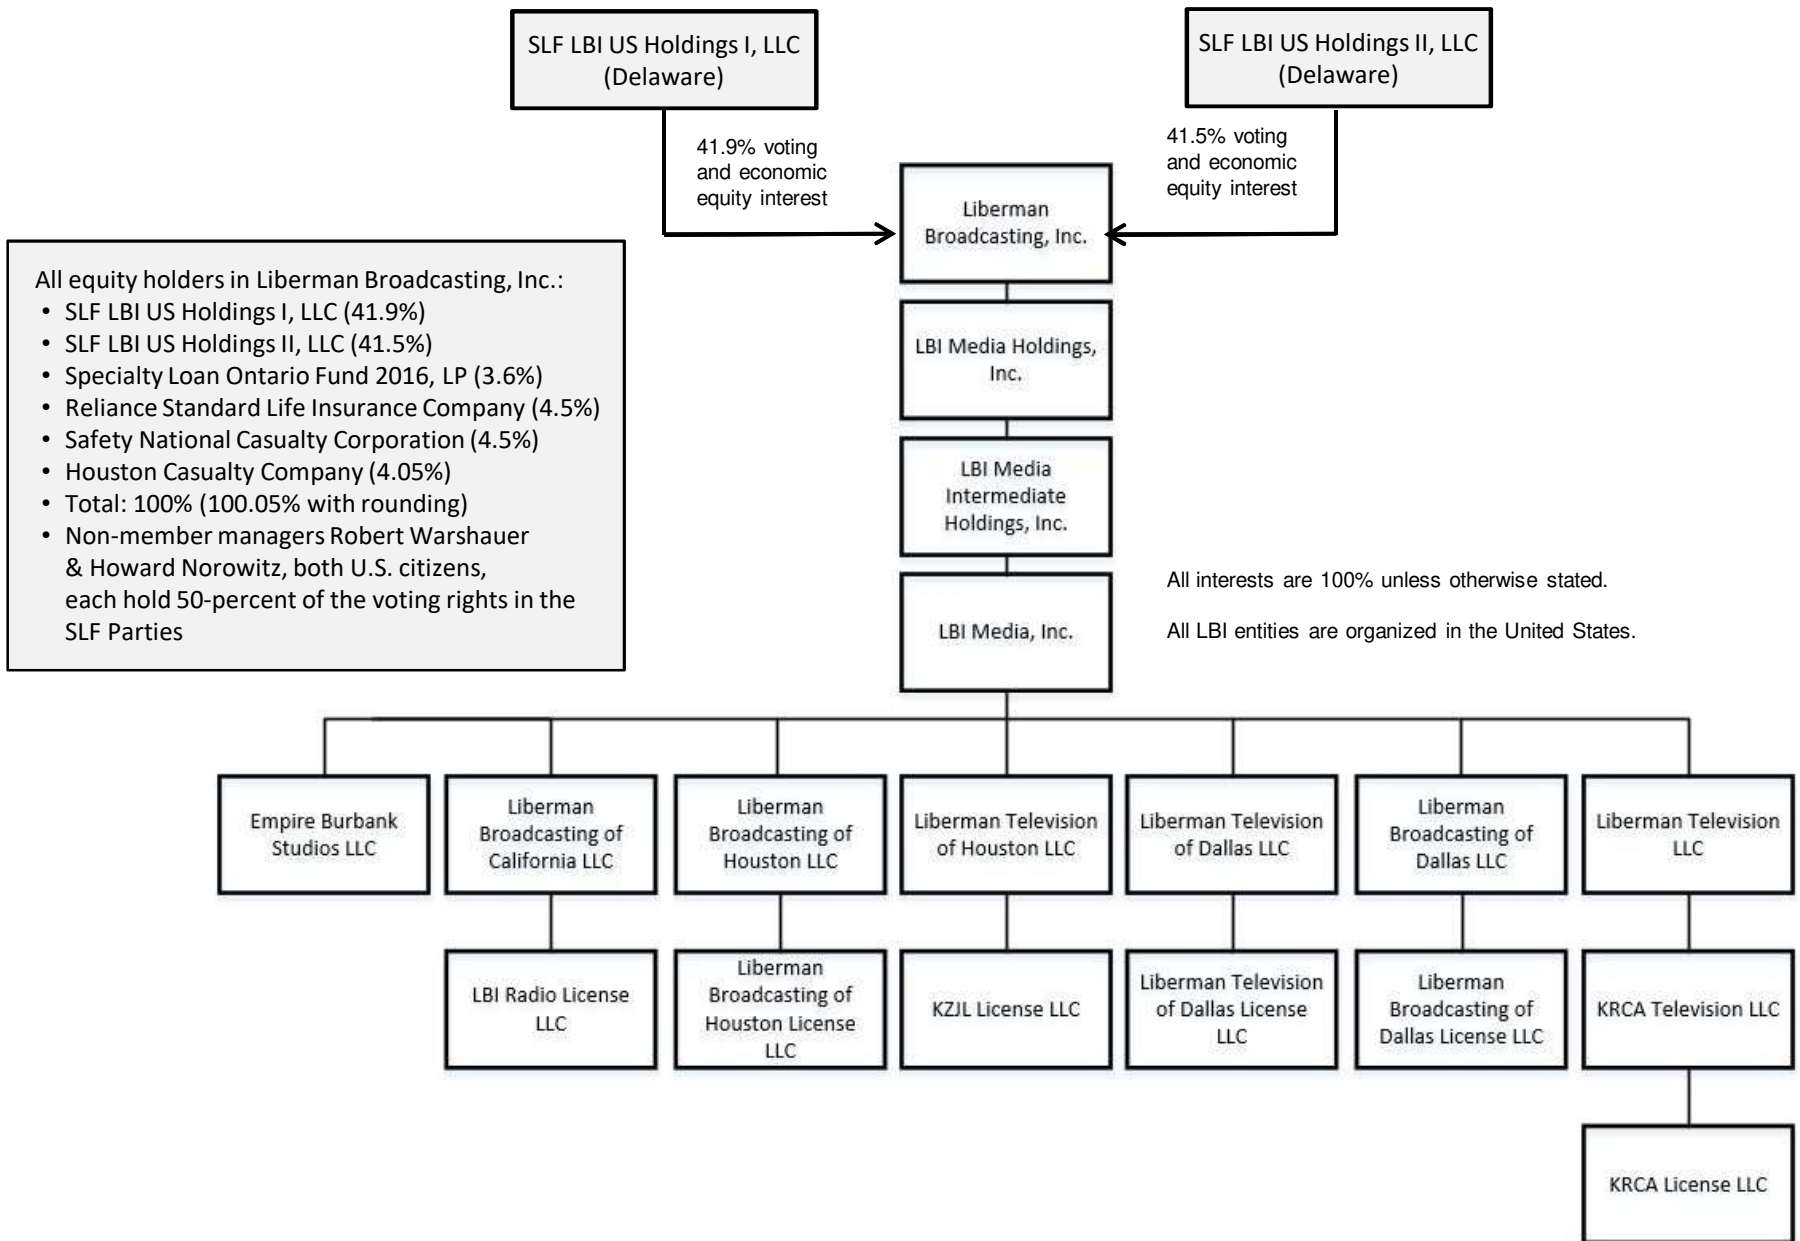 SLF LBI US Holdings I, LLC
(Delaware)
SLF LBI US Holdings II, LLC
(Delaware)
41.9% voting
and economic
equity interest
41.5% voting
and economic
equity interest
Liberman
Broadcasting, Inc.
All equity holders in Liberman Broadcasting, Inc.:
• SLF LBI US Holdings I, LLC (41.9%)
• SLF LBI US Holdings II, LLC (41.5%)
• Specialty Loan Ontario Fund 2016, LP (3.6%)
• Reliance Standard Life Insurance Company (4.5%)
• Safety National Casualty Corporation (4.5%)
• Houston Casualty Company (4.05%)
• Total: 100% (100.05% with rounding)
• Non-member managers Robert Warshauer
& Howard Norowitz, both U.S. citizens,
each hold 50-percent of the voting rights in the
SLF Parties
LBI Media Holdings,
Inc.
LBI Media
Intermediate
Holdings, Inc.
LBI Media, Inc.
All interests are 100% unless otherwise stated.
All LBI entities are organized in the United States.
Empire Burbank
Studios LLC
Liberman
Broadcasting of
California LLC
Liberman
Broadcasting of
Houston LLC
Liberman Television
of Houston LLC
Liberman Television
of Dallas LLC
Liberman
Broadcasting of
Dallas LLC
Liberman Television
LLC
LBI Radio License
LLC
Liberman
Broadcasting of
Houston License
LLC
KZJL License LLC
Liberman Television
of Dallas License
LLC
Liberman
Broadcasting of
Dallas License LLC
KRCA Television LLC
KRCA License LLC